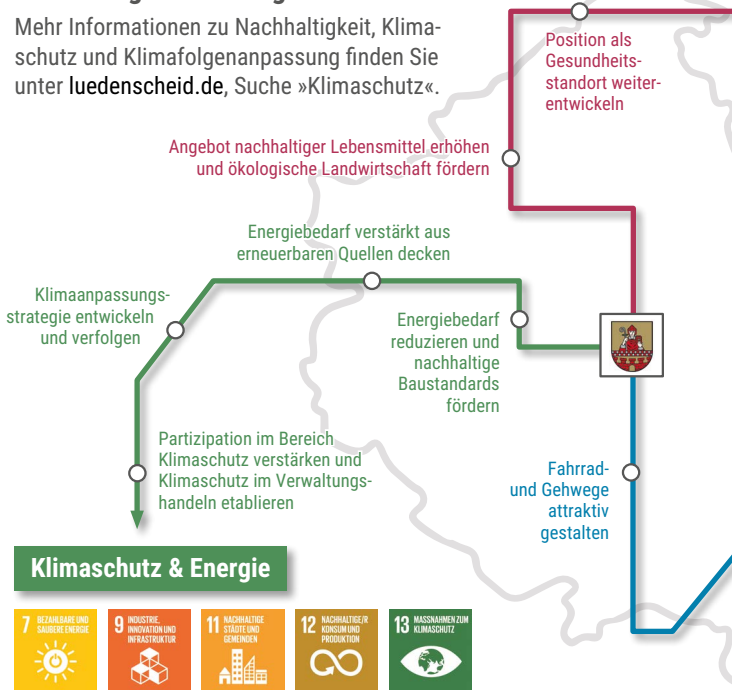 Mehr Informationen zu Nachhaltigkeit, Klima-
schutz und Klimafolgenanpassung finden Sie
unter luedenscheid.de, Suche »Klimaschutz«.
Position als
Gesundheits-
standort weiter-
entwickeln
Angebot nachhaltiger Lebensmittel erhöhen
und ökologische Landwirtschaft fördern
Energiebedarf verstärkt aus
erneuerbaren Quellen decken
Klimaanpassungs-
strategie entwickeln
und verfolgen
Energiebedarf
reduzieren und
nachhaltige
Baustandards
fördern
Partizipation im Bereich
Klimaschutz verstärken und
Klimaschutz im Verwaltungs-
handeln etablieren
Fahrrad-
und Gehwege
attraktiv
gestalten
Klimaschutz & Energie
7 BEZAHLBARE UND
SAUBERE ENERGIE
9 INDUSTRIE,
INNOVATION UND
INFRASTRUKTUR
11 NACHHALTIGE
STÄDTE UND
GEMEINDEN
12 NACHHALTIGE/R
KONSUM UND
PRODUKTION
13 MASSNAHMEN ZUM
KLIMASCHUTZ